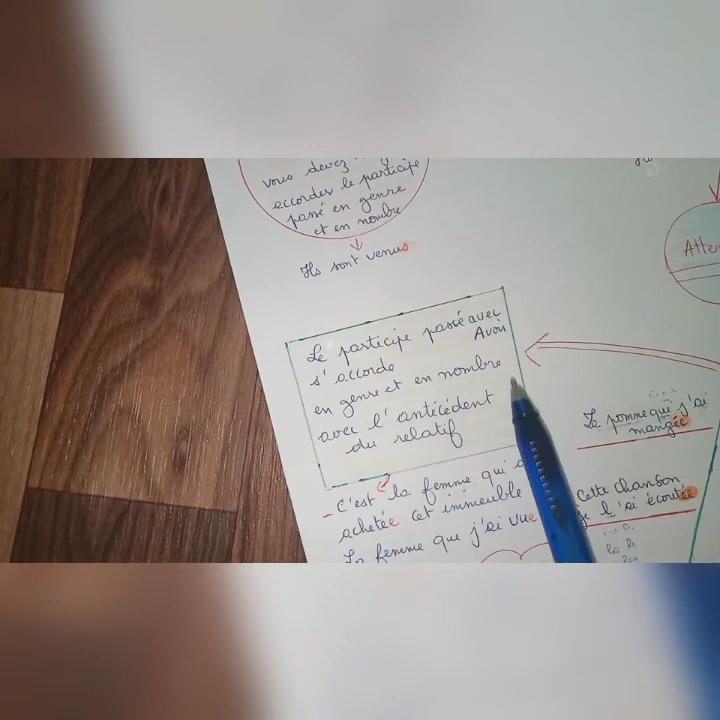 vous devez
accorder le participe
passé en genre
et en nombre
Ils sont venus
Le participe passé avec
Avoir
s'accorde
en genre et en nombre
avec l'antécédent
du relatif
- C'est la femme qui a
achetée cet immeuble
La femme que j'ai vue
La pomme que j'ai
mangée
Cette chanson
je l'ai écoutée